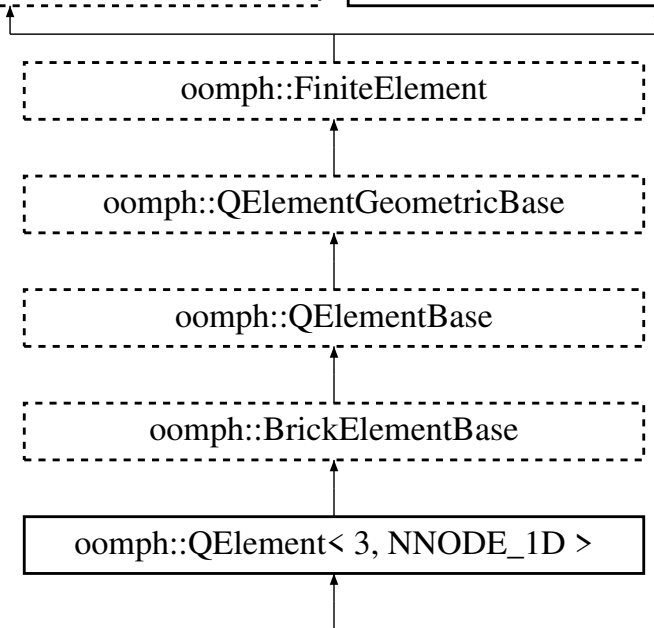 oomph::FiniteElement
oomph::QElementGeometricBase
oomph::QElementBase
oomph::BrickElementBase
oomph::QElement< 3, NNODE_1D >